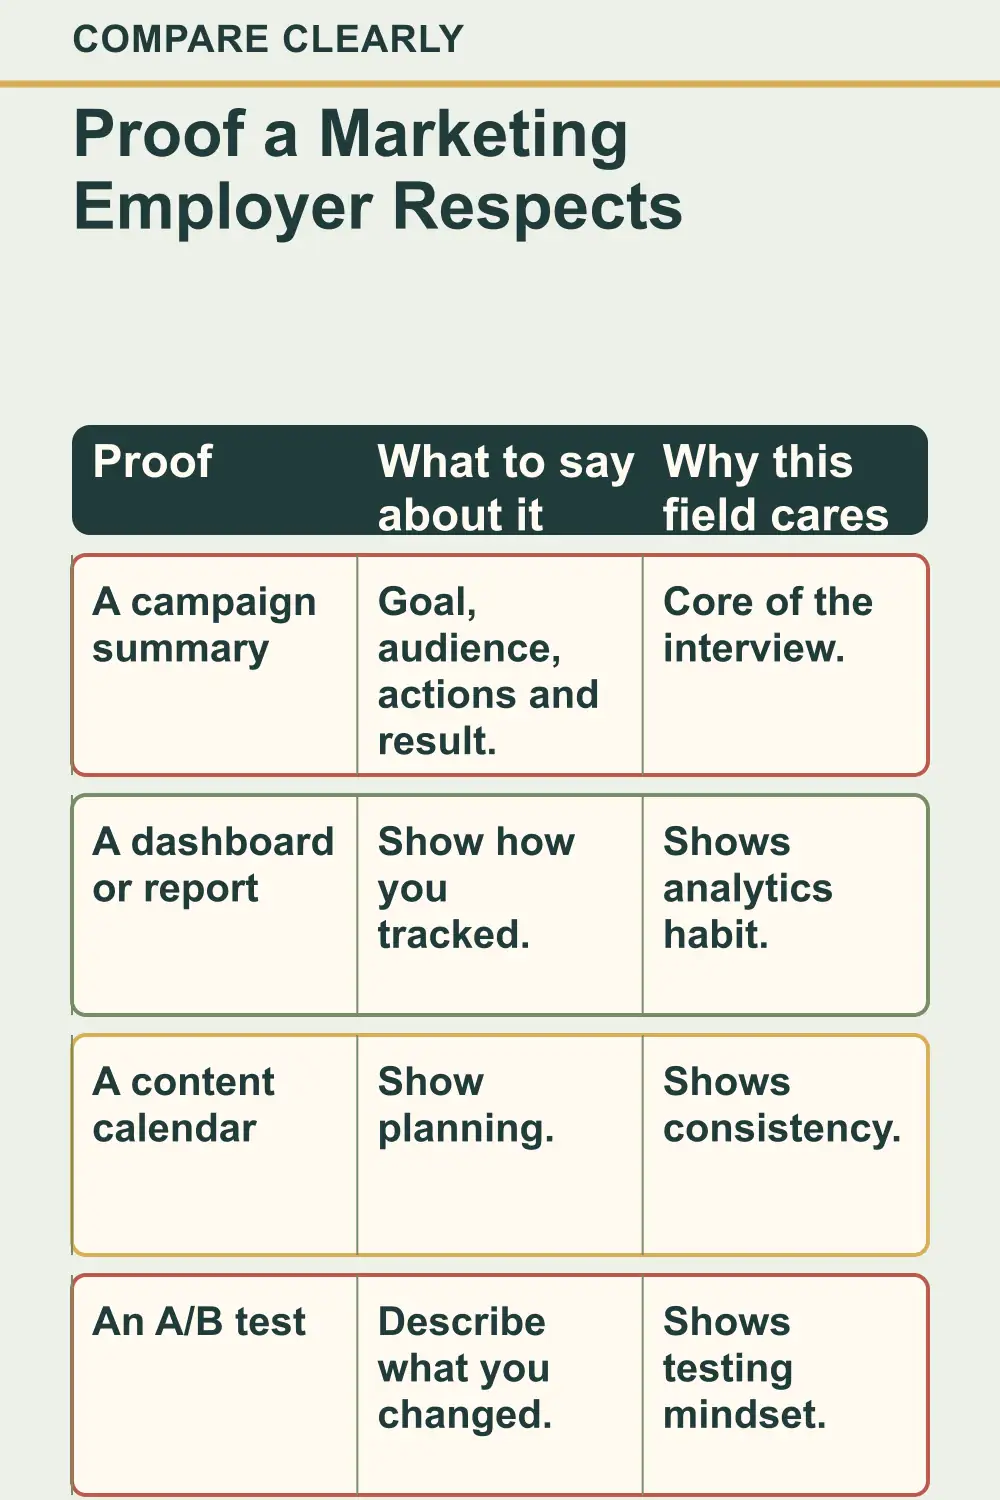 COMPARE CLEARLY
Proof a Marketing
Employer Respects
Proof
What to say
about it
Why this
field cares
A campaign
summary
Goal,
audience,
actions and
result.
Core of the
interview.
A dashboard
or report
Show how
you
tracked.
Shows
analytics
habit.
A content
calendar
Show
planning.
Shows
consistency.
An A/B test
Describe
what you
changed.
Shows
testing
mindset.